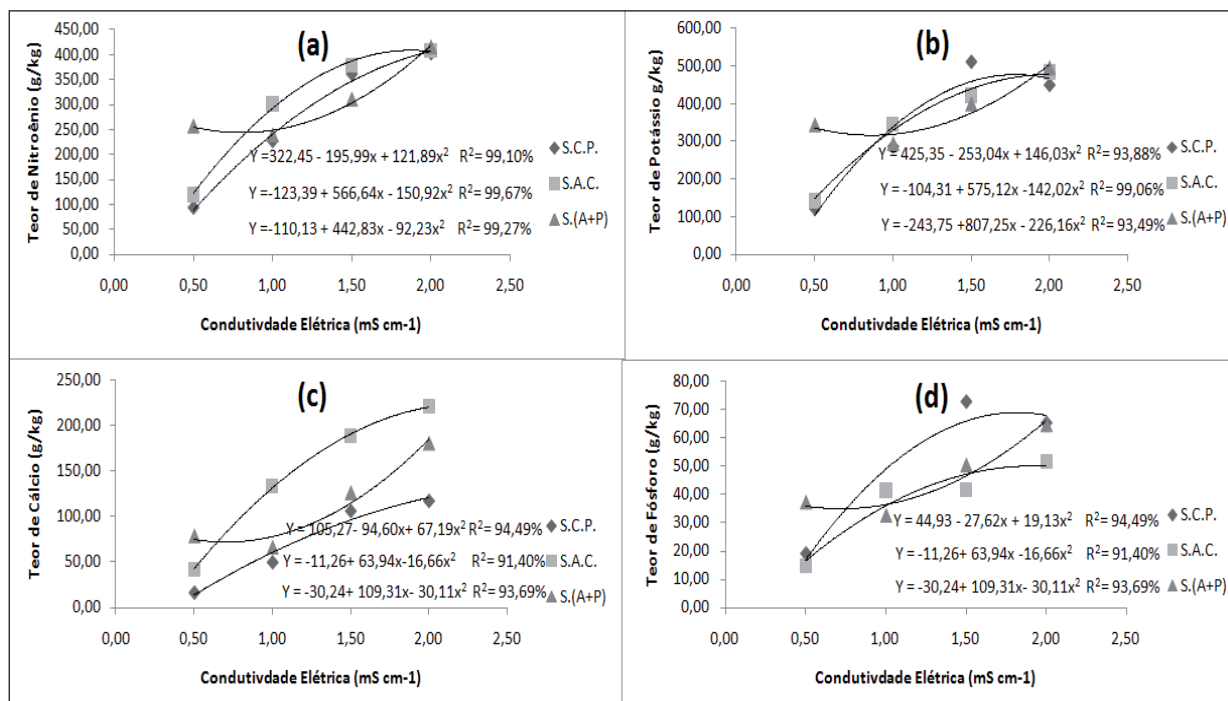 (a)
Teor de Nitroênio (g/kg)
450,00
400,00
350,00
300,00
250,00
200,00
150,00
100,00
50,00
0,00
Y =322,45 - 195,99x + 121,89x² R²= 99,10%
Y =-123,39 + 566,64x - 150,92x² R²= 99,67%
Y =-110,13 + 442,83x - 92,23x² R²= 99,27%
S.C.P.
S.A.C.
S.(A+P)
0,00 0,50 1,00 1,50 2,00 2,50
Condutivdade Elétrica (mS cm-1)
(b)
Teor de Potássio g/kg)
600,00
500,00
400,00
300,00
200,00
100,00
0,00
Y = 425,35 - 253,04x + 146,03x² R²= 93,88%
Y =-104,31 + 575,12x -142,02x² R²= 99,06%
Y =-243,75 +807,25x - 226,16x² R²= 93,49%
S.C.P.
S.A.C.
S.(A+P)
0,00 0,50 1,00 1,50 2,00 2,50
Condutivdade Elétrica (mS cm-1)
(c)
Teor de Cálcio (g/kg)
250,00
200,00
150,00
100,00
50,00
0,00
Y = 105,27- 94,60x+ 67,19x² R²= 94,49%
Y = -11,26+ 63,94x-16,66x² R²= 91,40%
Y = -30,24+ 109,31x- 30,11x² R²= 93,69%
S.C.P.
S.A.C.
S.(A+P)
0,00 0,50 1,00 1,50 2,00 2,50
Condutivdade Elétrica (mS cm-1)
(d)
Teor de Fósforo (g/kg)
80,00
70,00
60,00
50,00
40,00
30,00
20,00
10,00
0,00
Y = 44,93 - 27,62x + 19,13x² R²= 94,49%
Y = -11,26+ 63,94x -16,66x² R²= 91,40%
Y = -30,24+ 109,31x- 30,11x² R²= 93,69%
S.C.P.
S.A.C.
S.(A+P)
0,00 0,50 1,00 1,50 2,00 2,50
Condutivdade Elétrica (mS cm-1)